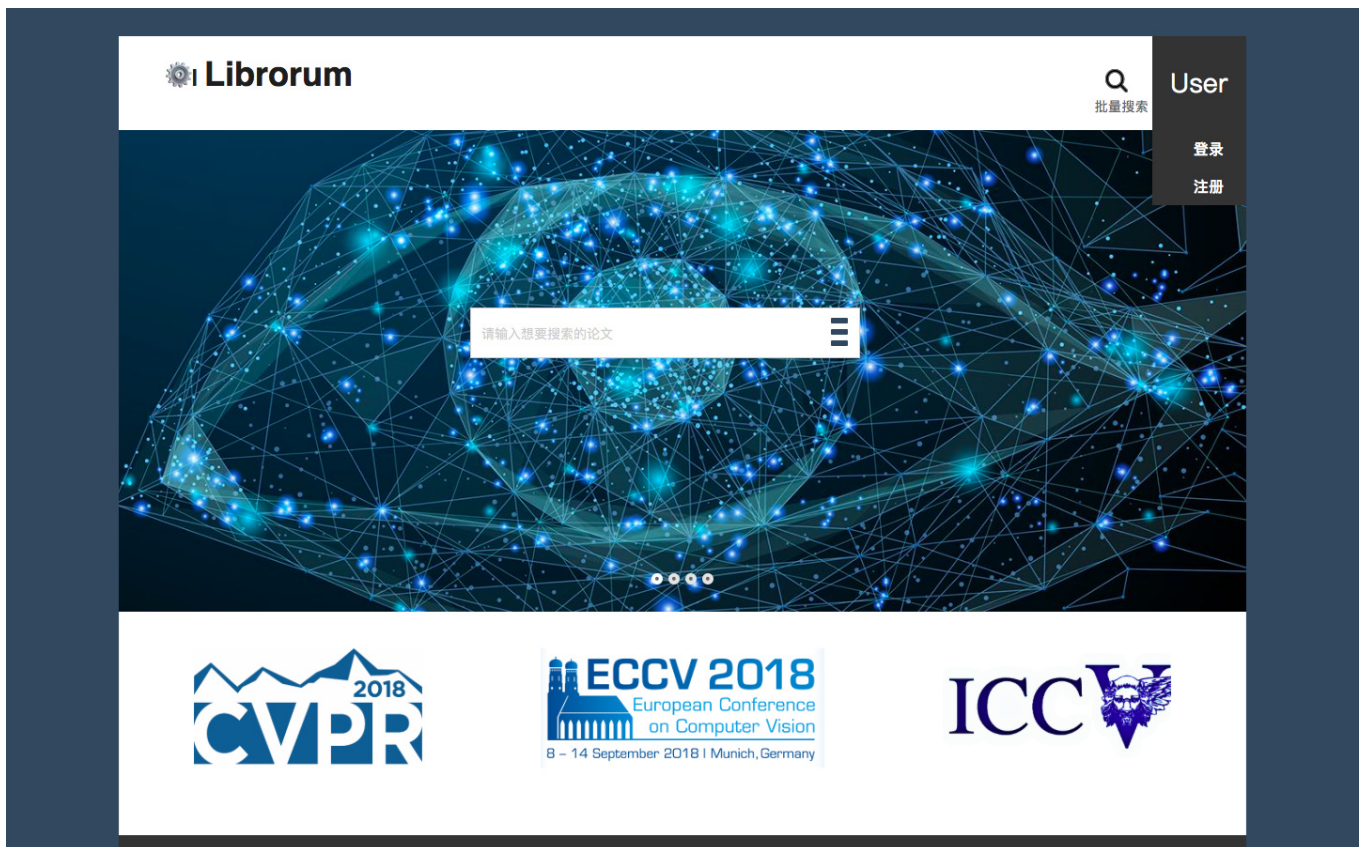 Librorum
批量搜索
User
登录
注册
请输入想要搜索的论文
2018
CVPR
ECCV 2018
European Conference
on Computer Vision
8 – 14 September 2018 | Munich, Germany
ICCV